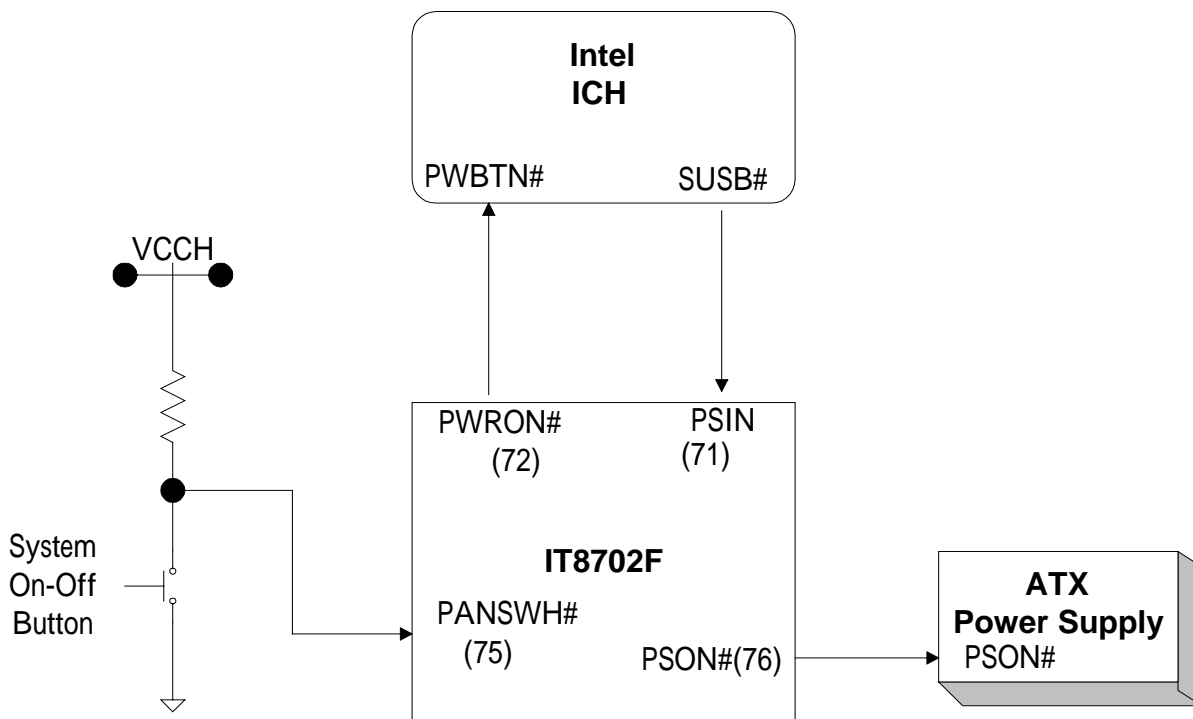 Intel
ICH
PWBTN#
SUSB#
VCCH
PWRON#
(72)
PSIN
(71)
System
On-Off
Button
IT8702F
PANSWH#
(75)
PSON#(76)
ATX
Power Supply
PSON#